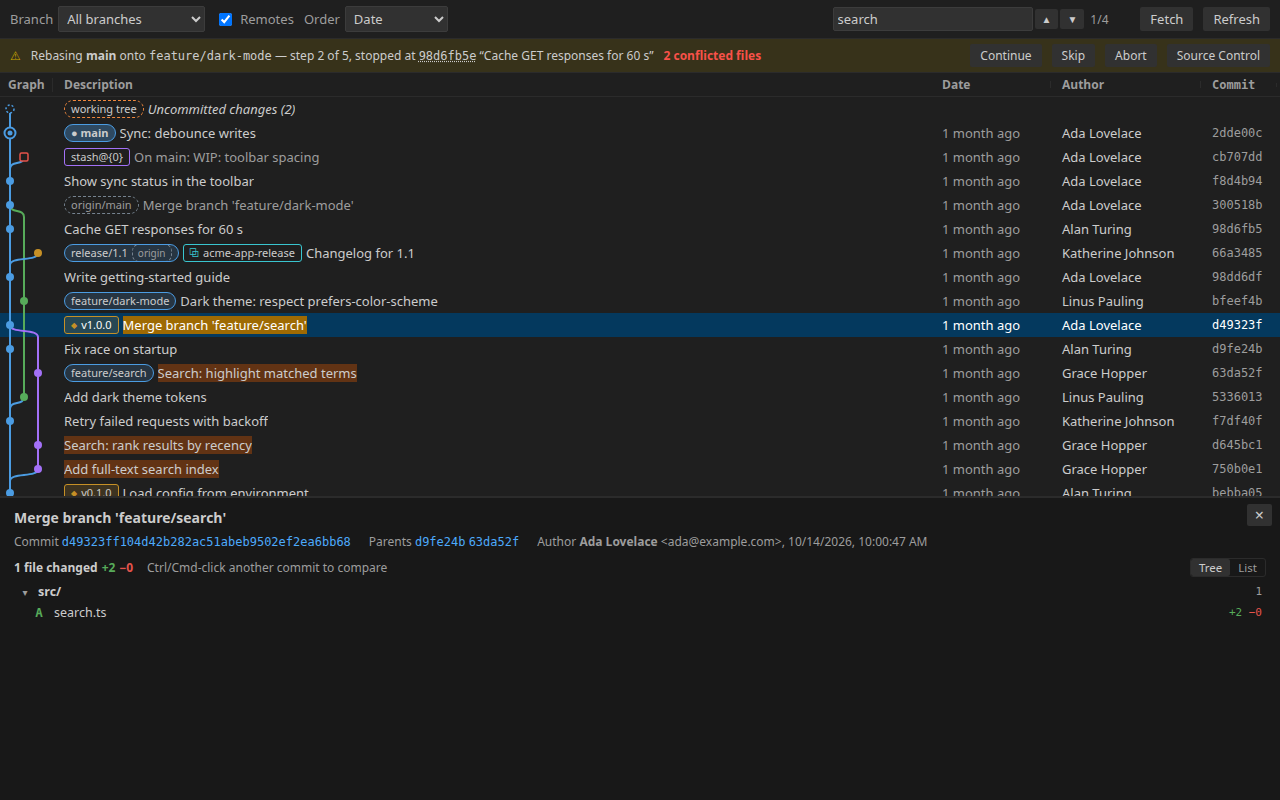 Branch All branches Remotes Order Date search 1/4 Fetch Refresh
⚠ Rebasing main onto feature/dark-mode — step 2 of 5, stopped at 98d6fb5e “Cache GET responses for 60 s” 2 conflicted files Continue Skip Abort Source Control
Graph Description Date Author Commit
working tree Uncommitted changes (2)
main Sync: debounce writes 1 month ago Ada Lovelace 2dde00c
stash@{0} On main: WIP: toolbar spacing 1 month ago Ada Lovelace cb707dd
Show sync status in the toolbar 1 month ago Ada Lovelace f8d4b94
origin/main Merge branch 'feature/dark-mode' 1 month ago Ada Lovelace 300518b
Cache GET responses for 60 s 1 month ago Alan Turing 98d6fb5
release/1.1 origin acme-app-release Changelog for 1.1 1 month ago Katherine Johnson 66a3485
Write getting-started guide 1 month ago Ada Lovelace 98dd6df
feature/dark-mode Dark theme: respect prefers-color-scheme 1 month ago Linus Pauling bfeef4b
v1.0.0 Merge branch 'feature/search' 1 month ago Ada Lovelace d49323f
Fix race on startup 1 month ago Alan Turing d9fe24b
feature/search Search: highlight matched terms 1 month ago Grace Hopper 63da52f
Add dark theme tokens 1 month ago Linus Pauling 5336013
Retry failed requests with backoff 1 month ago Katherine Johnson f7df40f
Search: rank results by recency 1 month ago Grace Hopper d645bc1
Add full-text search index 1 month ago Grace Hopper 750b0e1
v0.1.0 Load config from environment 1 month ago Alan Turing bebba05
Merge branch 'feature/search'
Commit d49323ff104d42b282ac51abeb9502ef2ea6bb68 Parents d9fe24b 63da52f Author Ada Lovelace <ada@example.com>, 10/14/2026, 10:00:47 AM
1 file changed +2 −0 Ctrl/Cmd-click another commit to compare Tree List
src/ 1
A search.ts +2 −0